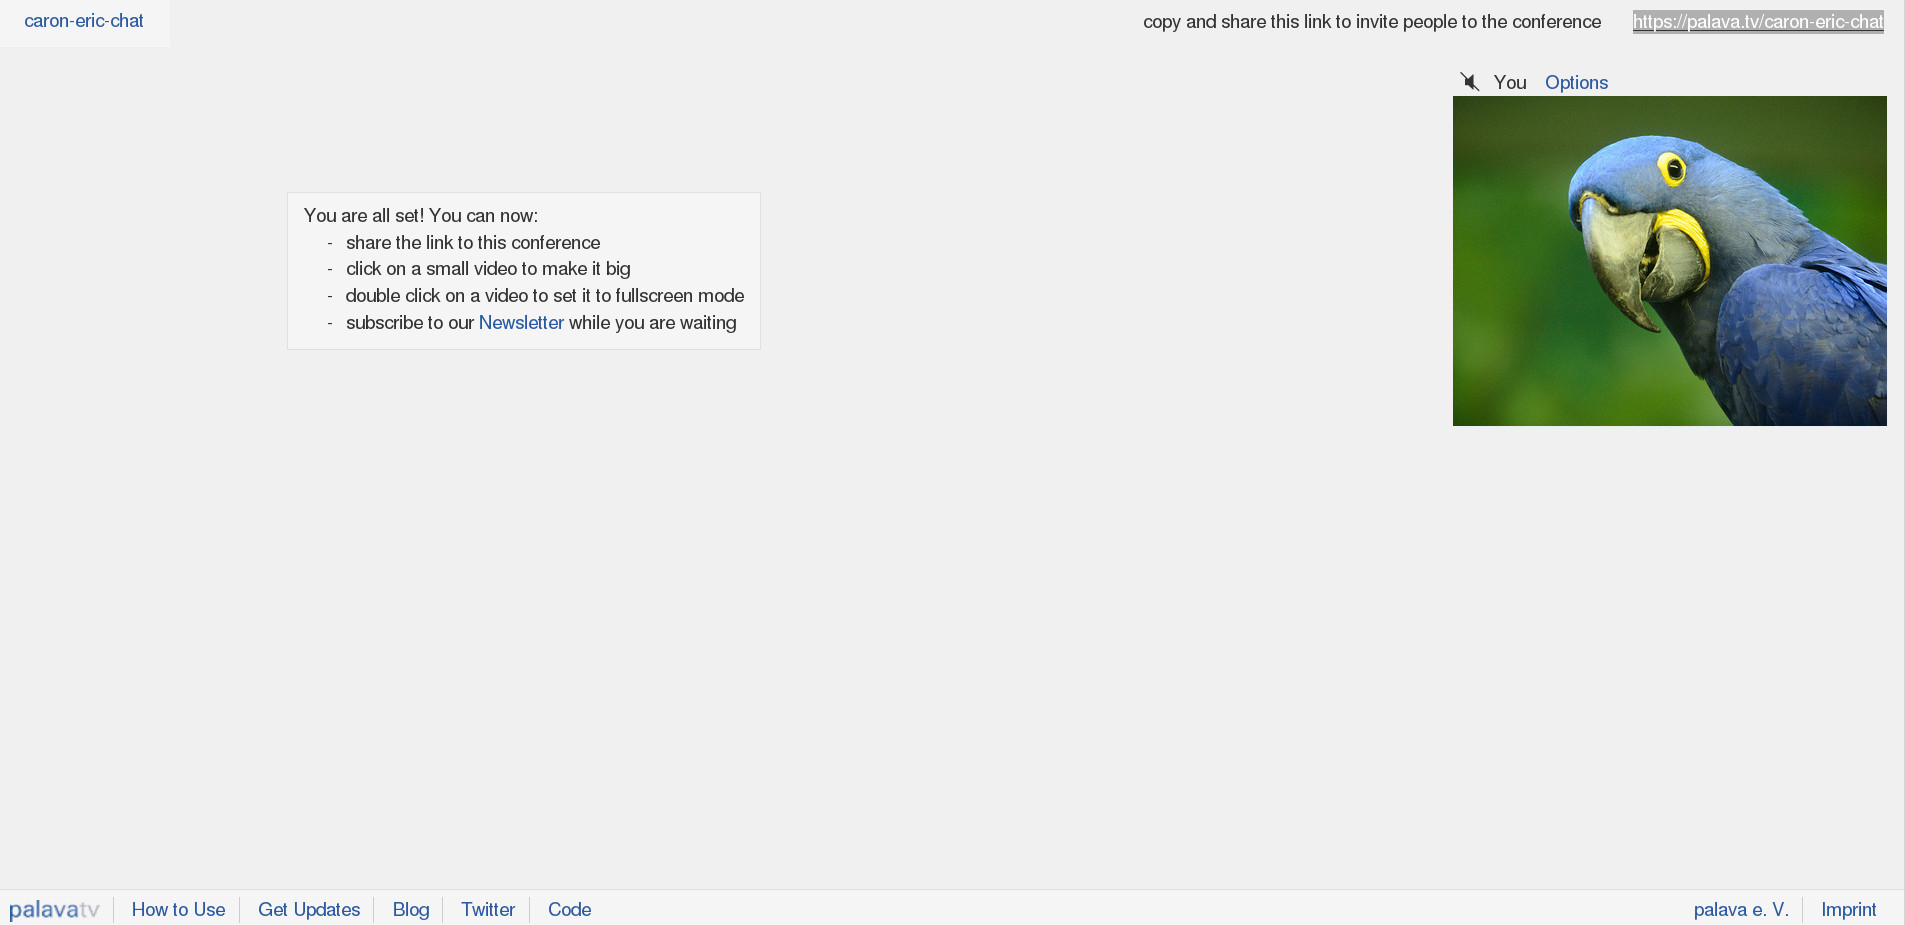 caron-eric-chat
copy and share this link to invite people to the conference https://palava.tv/caron-eric-chat
You Options
You are all set! You can now:
- share the link to this conference
- click on a small video to make it big
- double click on a video to set it to fullscreen mode
- subscribe to our Newsletter while you are waiting
palavatv How to Use Get Updates Blog Twitter Code palava e. V. Imprint